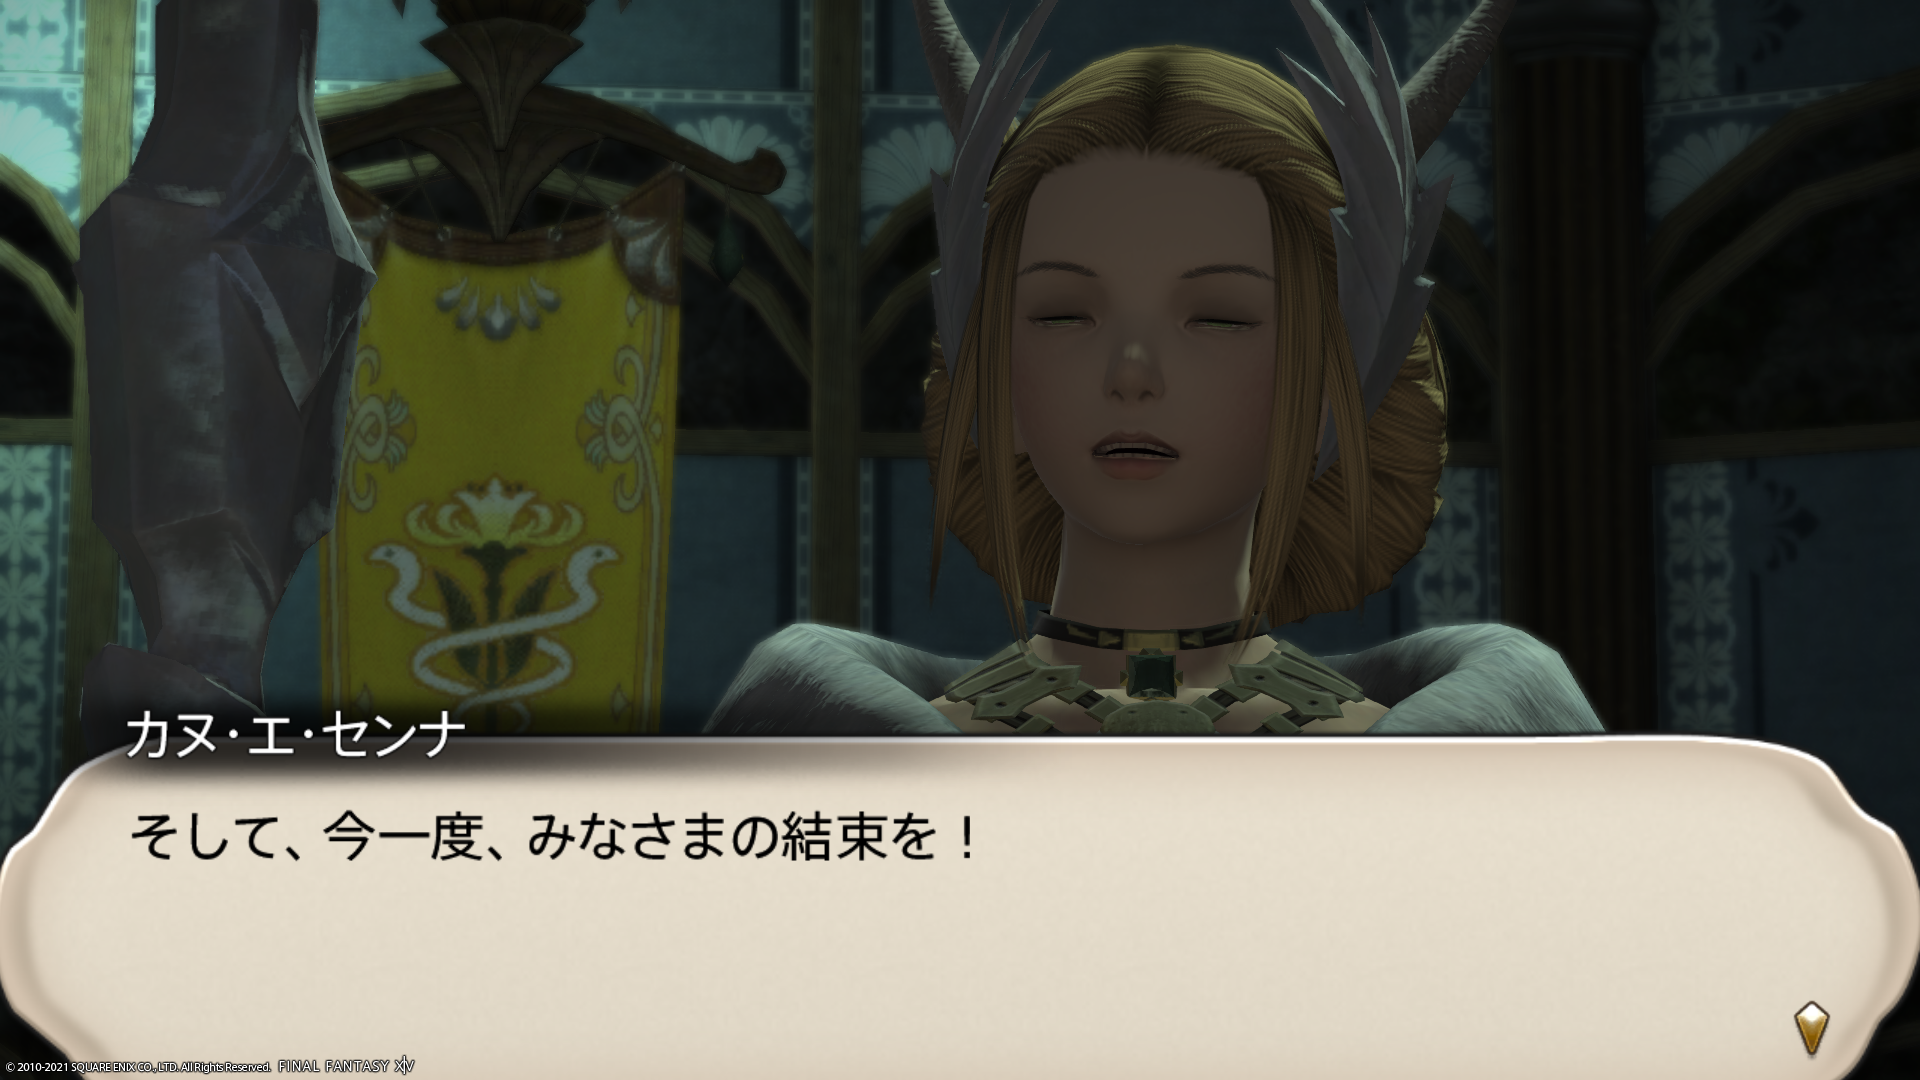 カヌ・エ・センナ
そして、今一度、みなさまの結束を！
© 2010-2021 SQUARE ENIX CO., LTD. All Rights Reserved. FINAL FANTASY XIV